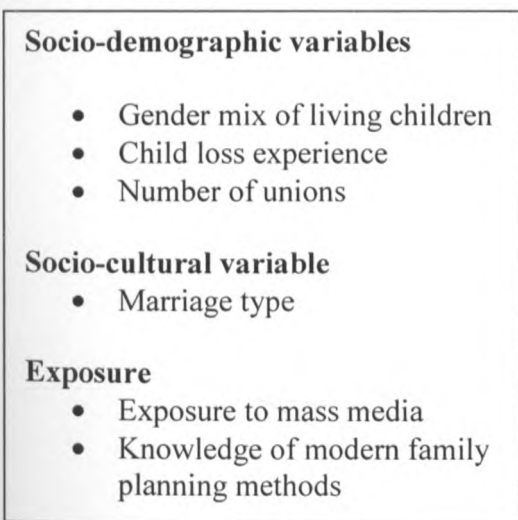 Socio-demographic variables
• Gender mix of living children
• Child loss experience
• Number of unions
Socio-cultural variable
• Marriage type
Exposure
• Exposure to mass media
• Knowledge of modern family
planning methods